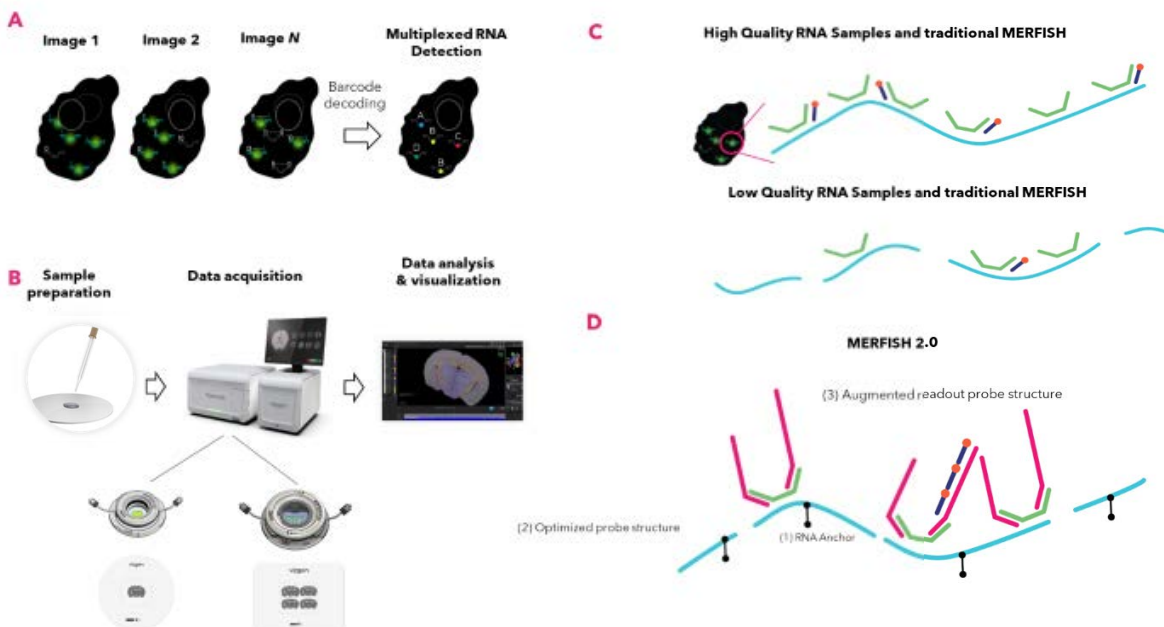 A
Image 1
Image 2
Image N
Multiplexed RNA
Detection
Barcode
decoding
A
B
C
D
B
B
Sample
preparation
Data acquisition
Data analysis
& visualization
C
High Quality RNA Samples and traditional MERFISH
Low Quality RNA Samples and traditional MERFISH
D
MERFISH 2.0
(3) Augmented readout probe structure
(2) Optimized probe structure
(1) RNA Anchor